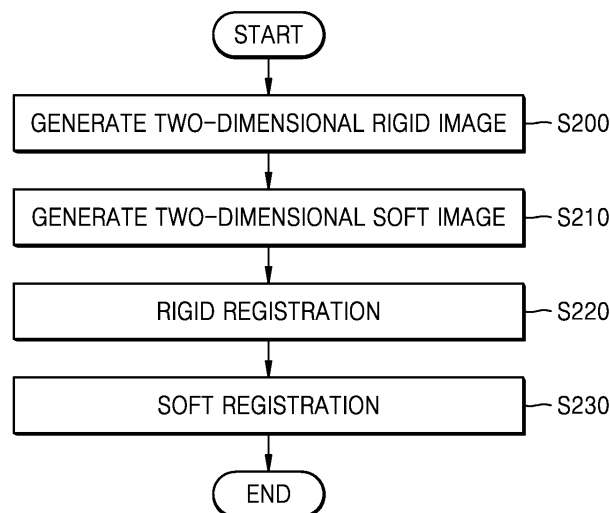 START
GENERATE TWO-DIMENSIONAL RIGID IMAGE S200
GENERATE TWO-DIMENSIONAL SOFT IMAGE S210
RIGID REGISTRATION S220
SOFT REGISTRATION S230
END